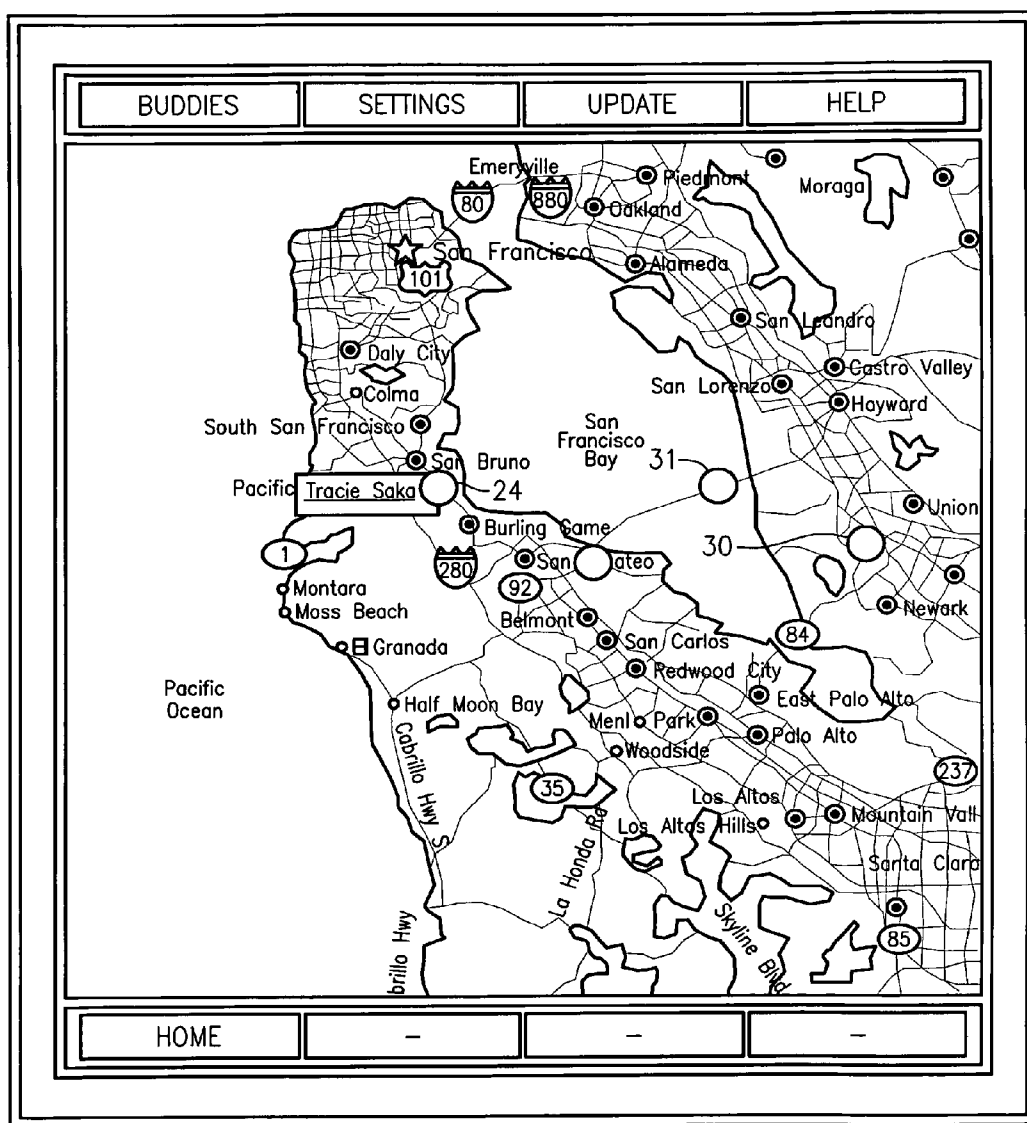 BUDDIES SETTINGS UPDATE HELP
Emeryville
Piedmont
Moraga
80
880
Oakland
San Francisco
101
Alameda
San Leandro
Daly City
Castro Valley
San Lorenzo
Colma
Hayward
South San Francisco
San
Francisco
Bay
31
San Bruno
Pacific
Tracie Saka
24
Union
Burling Game
30
1
280
San ateo
92
Montara
Moss Beach
Newark
Belmont
84
San Carlos
Granada
Redwood City
Pacific
Ocean
East Palo Alto
Half Moon Bay
Menl Park
Palo Alto
Woodside
Cabrillo Hwy S
237
35
Los Altos
Los Altos Hills
Mountain Vall
La Honda Rd
Santa Clara
Skyline Blvd
85
brillo Hwy
HOME – – –